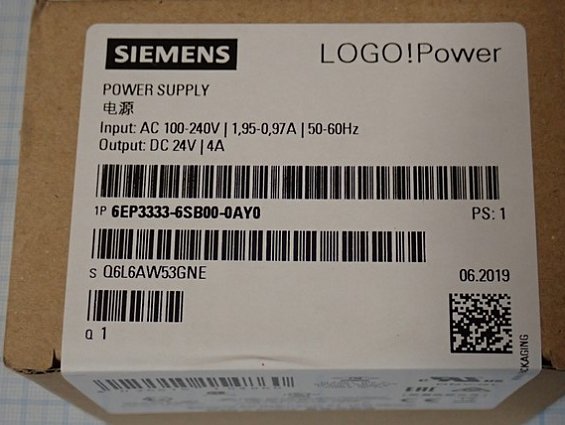 SIEMENS LOGO!Power
POWER SUPPLY
电源
Input: AC 100-240V | 1,95-0,97A | 50-60Hz
Output: DC 24V | 4A
1P 6EP3333-6SB00-0AY0 PS: 1
S Q6L6AW53GNE 06.2019
Q 1
CKAGING